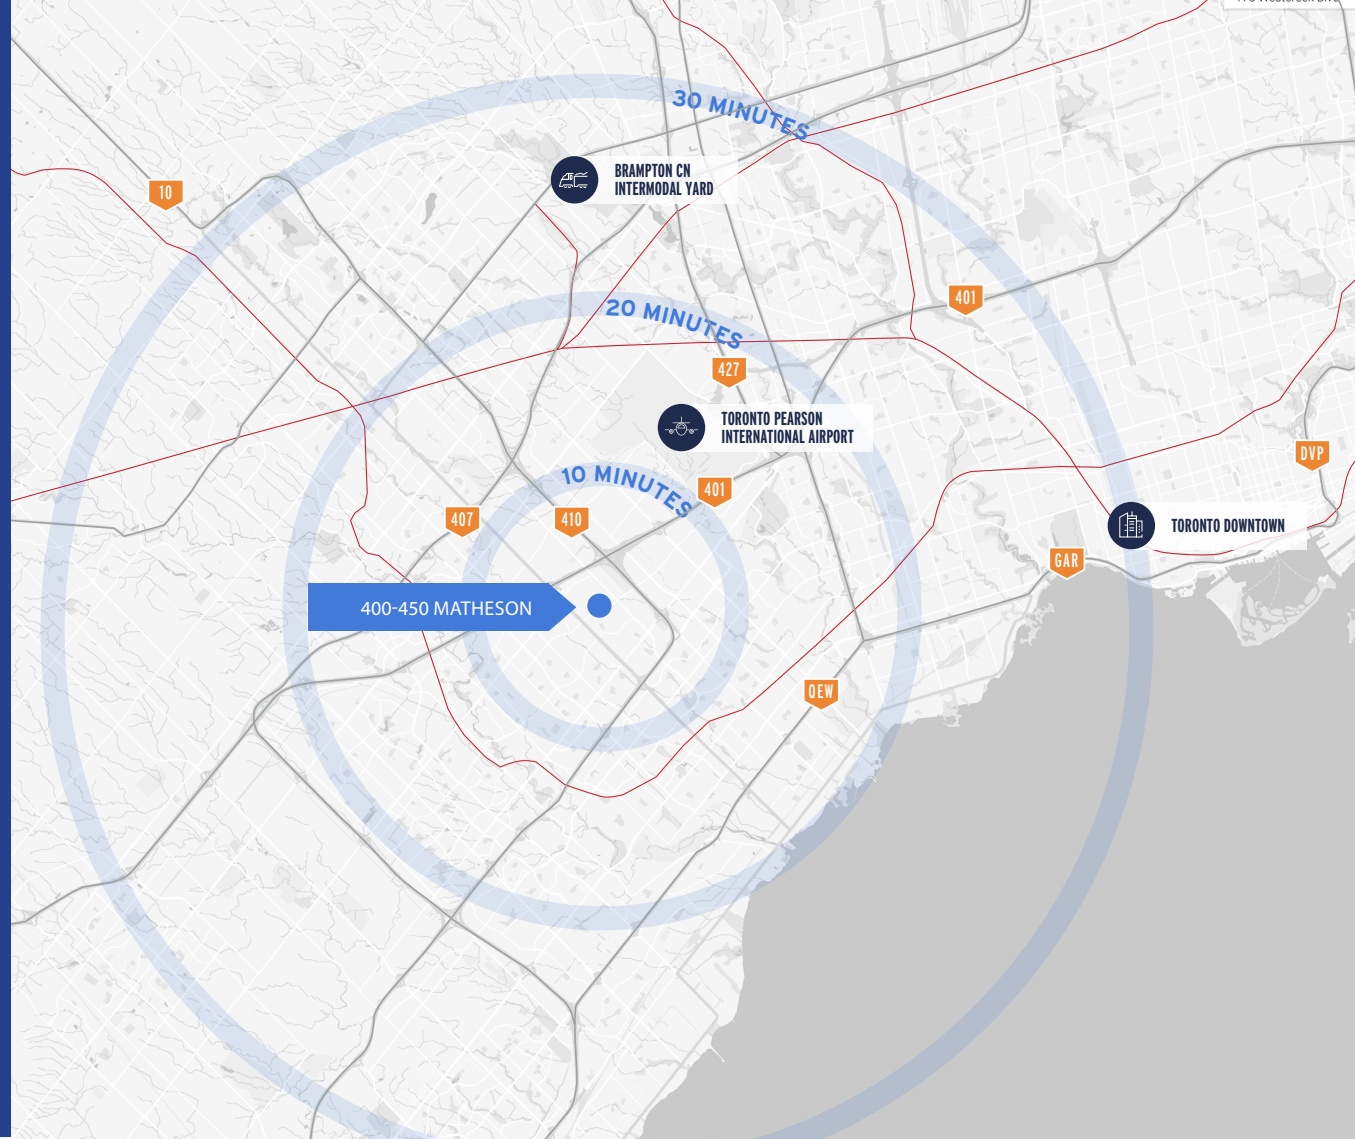 30 MINUTES
BRAMPTON CN
INTERMODAL YARD
10
401
20 MINUTES
427
TORONTO PEARSON
INTERNATIONAL AIRPORT
DVP
10 MINUTES
401
407
410
TORONTO DOWNTOWN
GAR
400-450 MATHESON
QEW